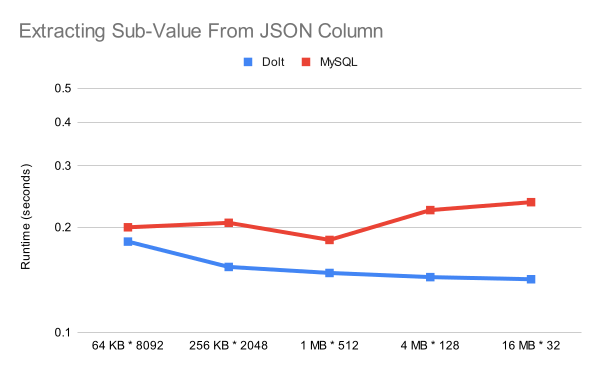 Extracting Sub-Value From JSON Column
Dolt MySQL
0.5
0.4
0.3
0.2
0.1
Runtime (seconds)
64 KB * 8092 256 KB * 2048 1 MB * 512 4 MB * 128 16 MB * 32